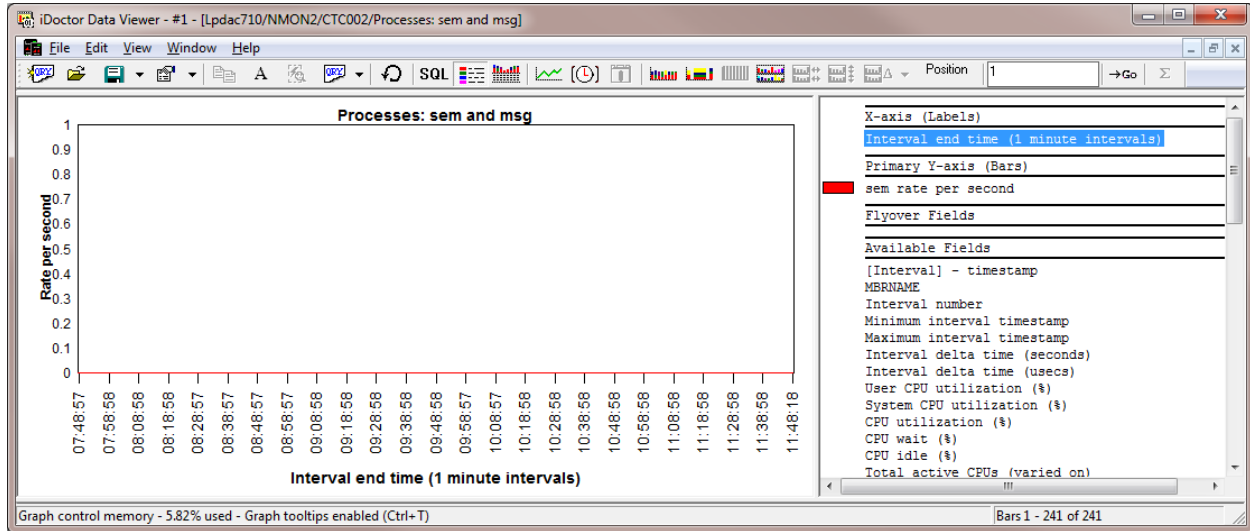 iDoctor Data Viewer - #1 - [Lpdac710/NMON2/CTC002/Processes: sem and msg]
File Edit View Window Help
QRY A QRY SQL Position 1 →Go Σ
Processes: sem and msg
1
0.9
0.8
0.7
0.6
0.5
0.4
0.3
0.2
0.1
0
Rate per second
07:48:57
07:58:58
08:08:58
08:18:58
08:28:57
08:38:57
08:48:57
08:58:57
09:08:58
09:18:58
09:28:58
09:38:58
09:48:58
09:58:57
10:08:57
10:18:58
10:28:58
10:38:58
10:48:58
10:58:58
11:08:58
11:18:58
11:28:58
11:38:58
11:48:18
Interval end time (1 minute intervals)
X-axis (Labels)
Interval end time (1 minute intervals)
Primary Y-axis (Bars)
sem rate per second
Flyover Fields
Available Fields
[Interval] - timestamp
MBRNAME
Interval number
Minimum interval timestamp
Maximum interval timestamp
Interval delta time (seconds)
Interval delta time (usecs)
User CPU utilization (%)
System CPU utilization (%)
CPU utilization (%)
CPU wait (%)
CPU idle (%)
Total active CPUs (varied on)
Graph control memory - 5.82% used - Graph tooltips enabled (Ctrl+T)
Bars 1 - 241 of 241